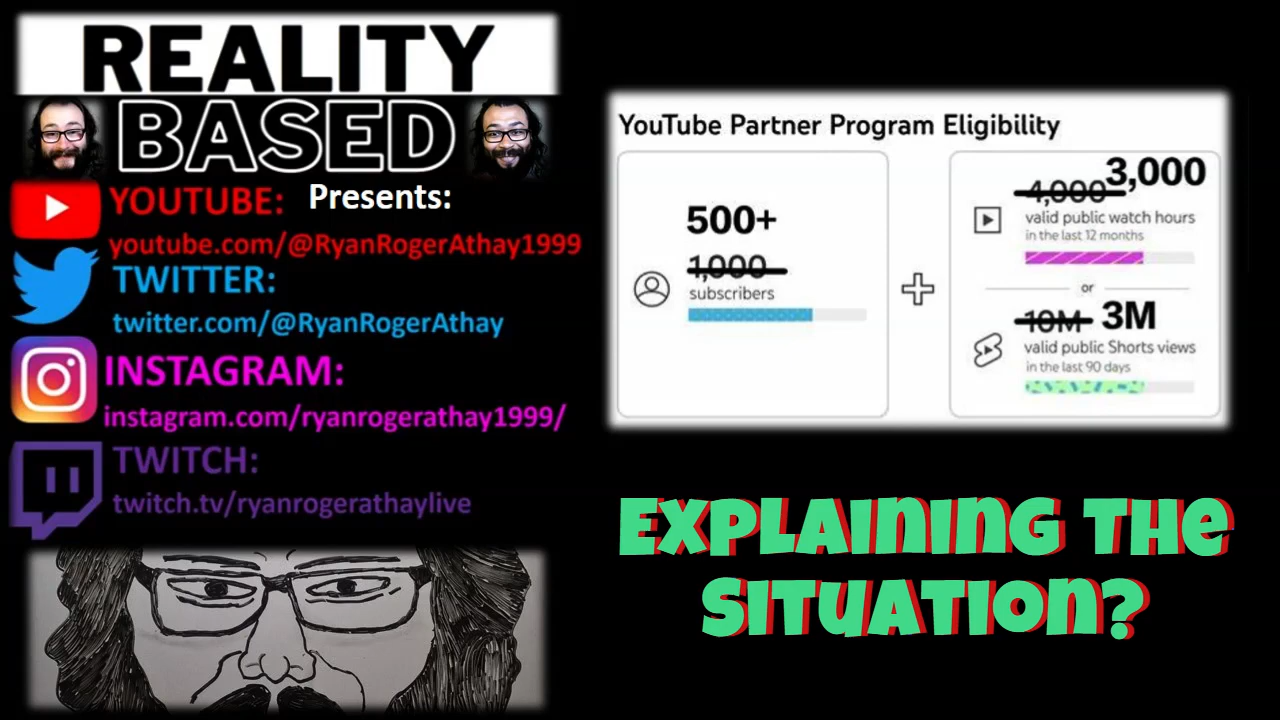 REALITY
BASED
Presents:
YOUTUBE:
youtube.com/@RyanRogerAthay1999
TWITTER:
twitter.com/@RyanRogerAthay
INSTAGRAM:
instagram.com/ryanrogerathay1999/
TWITCH:
twitch.tv/ryanrogerathaylive
YouTube Partner Program Eligibility
500+
1,000
subscribers
4,000 3,000
valid public watch hours
in the last 12 months
or
10M 3M
valid public Shorts views
in the last 90 days
EXPLAINING THE
SITUATION?